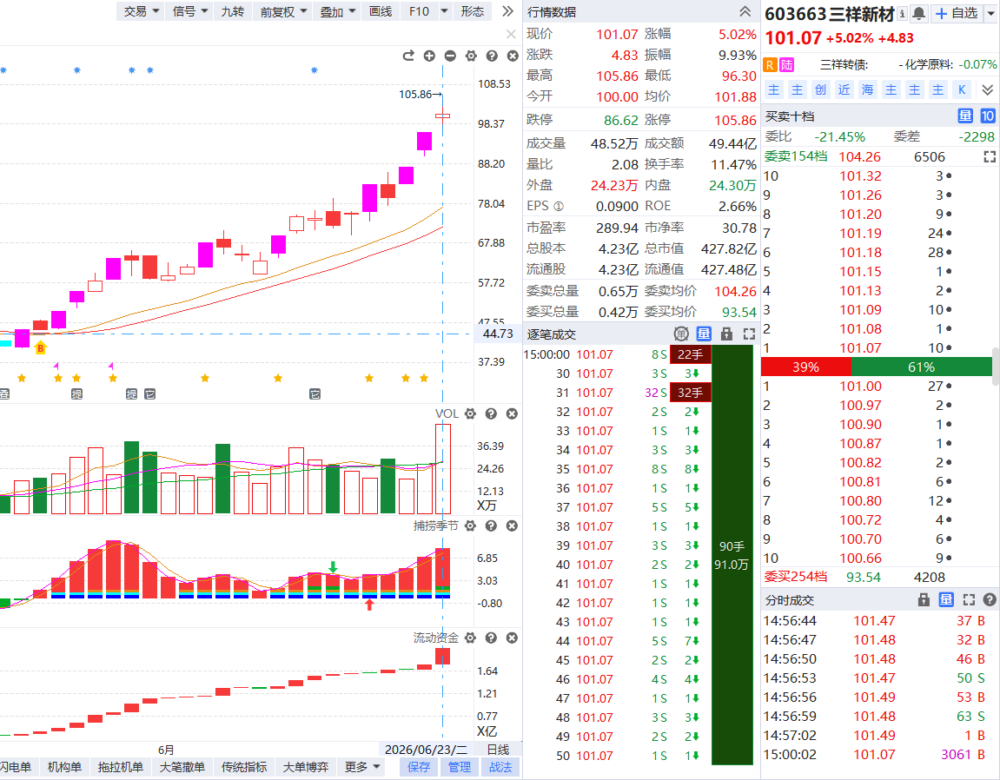 交易 信号 九转 前复权 叠加 画线 F10 形态
108.53
105.86→
98.37
88.20
78.04
67.88
57.72
47.55
44.73
37.39
B
提 提 它 它
VOL
36.39
24.26
12.13
X万
捕捞季节
6.85
3.03
-0.80
流动资金
1.64
1.21
0.77
X亿
6月 2026/06/23/二 日线
闪电单 机构单 拖拉机单 大笔撤单 传统指标 大单博弈 更多 保存 管理 战法
行情数据
现价 101.07 涨幅 5.02%
涨跌 4.83 振幅 9.93%
最高 105.86 最低 96.30
今开 100.00 均价 101.88
跌停 86.62 涨停 105.86
成交量 48.52万 成交额 49.44亿
量比 2.08 换手率 11.47%
外盘 24.23万 内盘 24.30万
EPS ① 0.0900 ROE 2.66%
市盈率 289.94 市净率 30.78
总股本 4.23亿 总市值 427.82亿
流通股 4.23亿 流通值 427.48亿
委卖总量 0.65万 委卖均价 104.26
委买总量 0.42万 委买均价 93.54
逐笔成交 单 量
15:00:00 101.07 8 S 22手
30 101.07 3 S 3
31 101.07 32 S 32手
32 101.07 2 S 2
33 101.07 1 S 1
34 101.07 3 S 3
35 101.07 8 S 8
36 101.07 1 S 1
37 101.07 5 S 5
38 101.07 1 S 1
39 101.07 3 S 3 90手
40 101.07 2 S 2 91.0万
41 101.07 1 S 1
42 101.07 1 S 1
43 101.07 1 S 1
44 101.07 5 S 7
45 101.07 2 S 2
46 101.07 4 S 4
47 101.07 1 S 1
48 101.07 3 S 3
49 101.07 2 S 2
50 101.07 1 S 1
603663 三祥新材 自选
101.07 +5.02% +4.83
R 陆 三祥转债: - 化学原料: -0.07%
主 主 创 近 海 主 主 主 K
买卖十档 量 10
委比 -21.45% 委差 -2298
委卖154档 104.26 6506
10 101.32 3
9 101.26 3
8 101.20 9
7 101.19 24
6 101.18 28
5 101.15 1
4 101.13 2
3 101.09 10
2 101.08 1
1 101.07 10
39% 61%
1 101.00 27
2 100.97 2
3 100.90 1
4 100.87 1
5 100.82 2
6 100.81 6
7 100.80 12
8 100.72 4
9 100.70 6
10 100.66 9
委买254档 93.54 4208
分时成交 量
14:56:44 101.47 37 B
14:56:47 101.48 32 B
14:56:50 101.48 46 B
14:56:53 101.47 50 S
14:56:56 101.49 53 B
14:56:59 101.48 63 S
14:57:02 101.49 1 B
15:00:02 101.07 3061 B